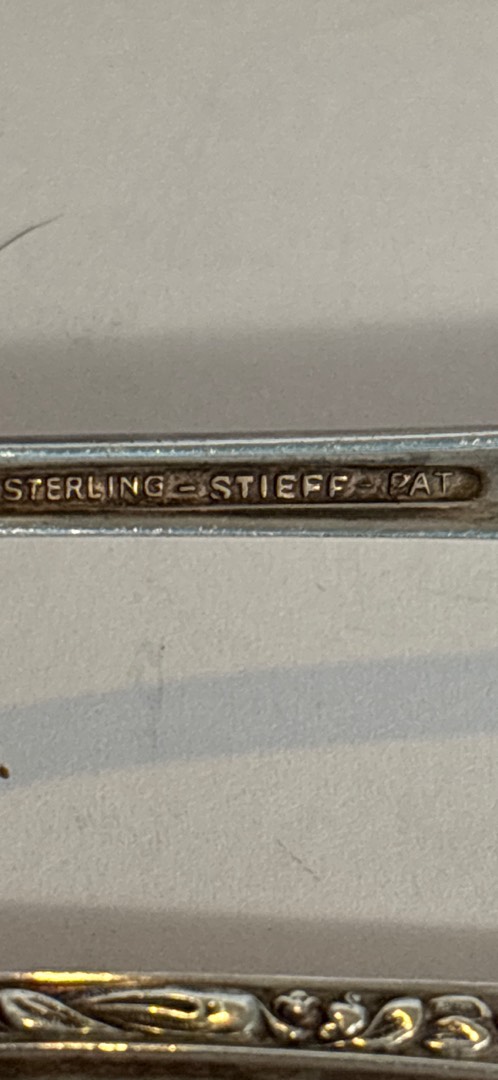 STERLING - STIEFF - PAT